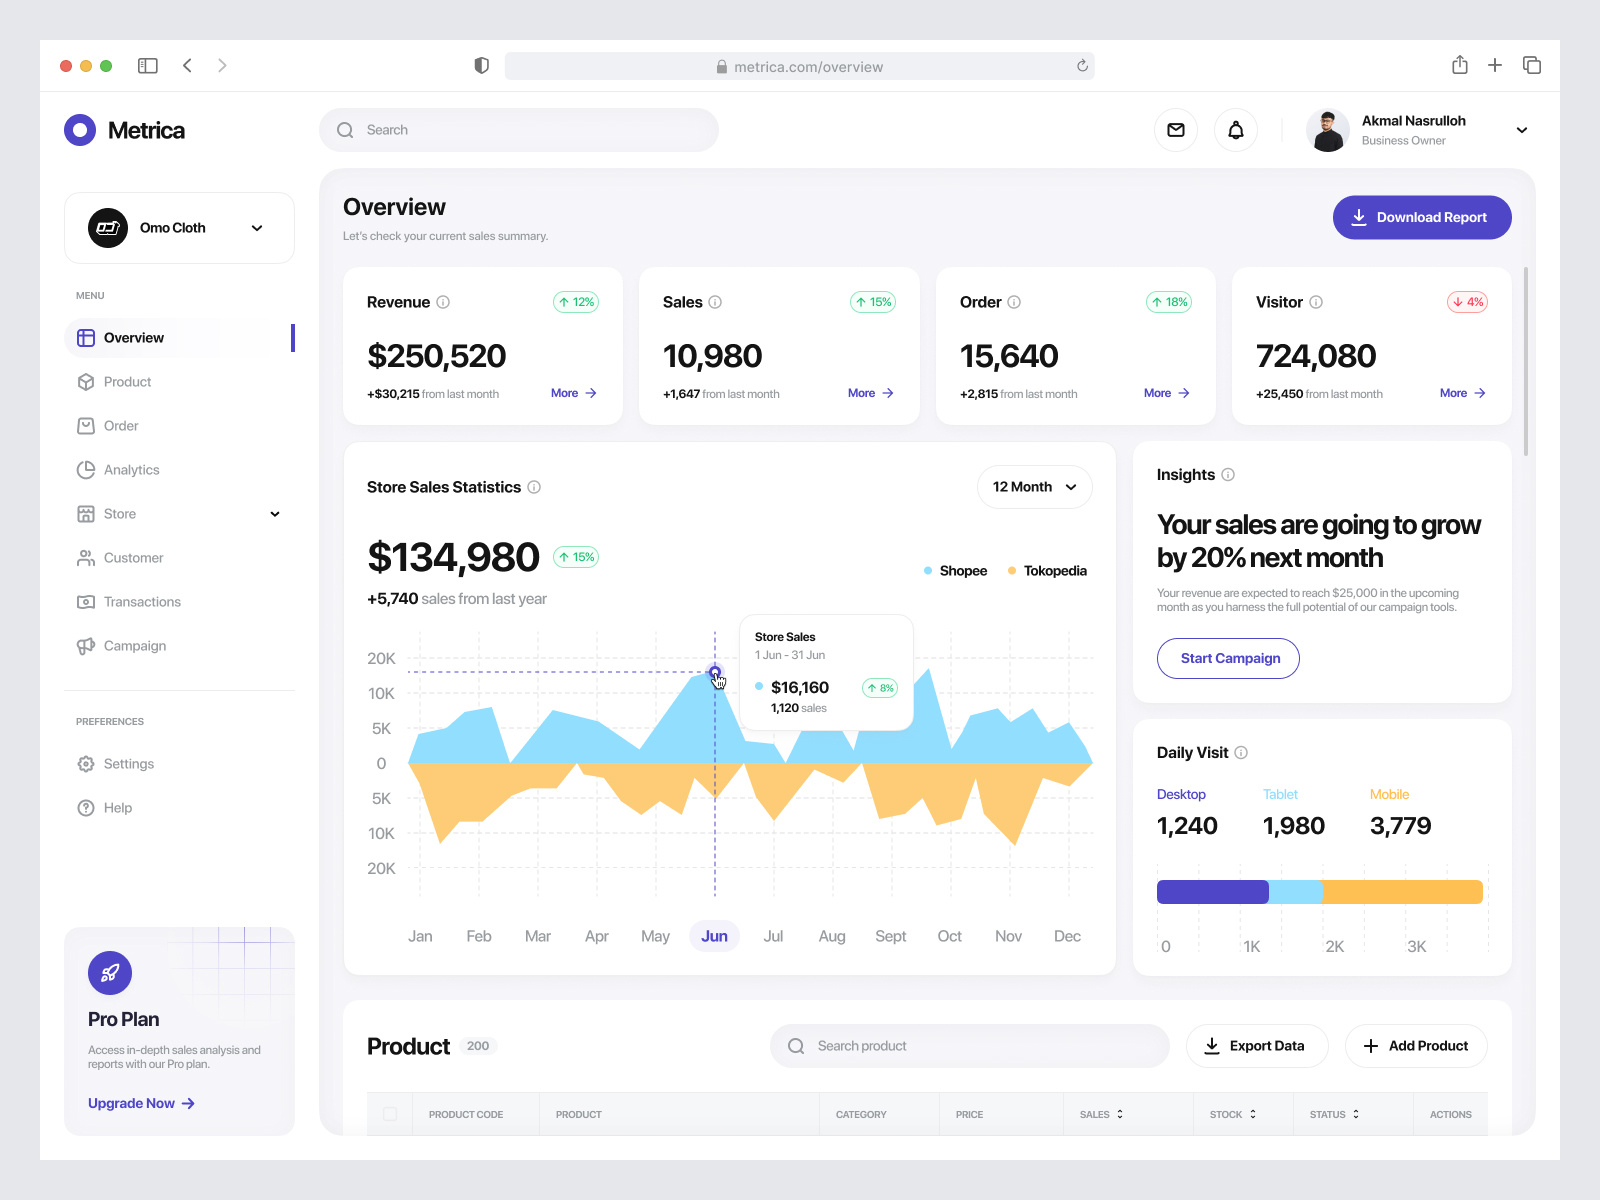 metrica.com/overview
Metrica
Search
Akmal Nasrulloh
Business Owner
Omo Cloth
MENU
Overview
Product
Order
Analytics
Store
Customer
Transactions
Campaign
PREFERENCES
Settings
Help
Pro Plan
Access in-depth sales analysis and
reports with our Pro plan.
Upgrade Now
Overview
Let's check your current sales summary.
Download Report
Revenue
12%
$250,520
+$30,215 from last month
More
Sales
15%
10,980
+1,647 from last month
More
Order
18%
15,640
+2,815 from last month
More
Visitor
4%
724,080
+25,450 from last month
More
Store Sales Statistics
12 Month
$134,980
15%
+5,740 sales from last year
Shopee
Tokopedia
Store Sales
1 Jun - 31 Jun
$16,160
8%
1,120 sales
20K
10K
5K
0
5K
10K
20K
Jan
Feb
Mar
Apr
May
Jun
Jul
Aug
Sept
Oct
Nov
Dec
Insights
Your sales are going to grow
by 20% next month
Your revenue are expected to reach $25,000 in the upcoming
month as you harness the full potential of our campaign tools.
Start Campaign
Daily Visit
Desktop
Tablet
Mobile
1,240
1,980
3,779
0
1K
2K
3K
Product
200
Search product
Export Data
Add Product
PRODUCT CODE
PRODUCT
CATEGORY
PRICE
SALES
STOCK
STATUS
ACTIONS